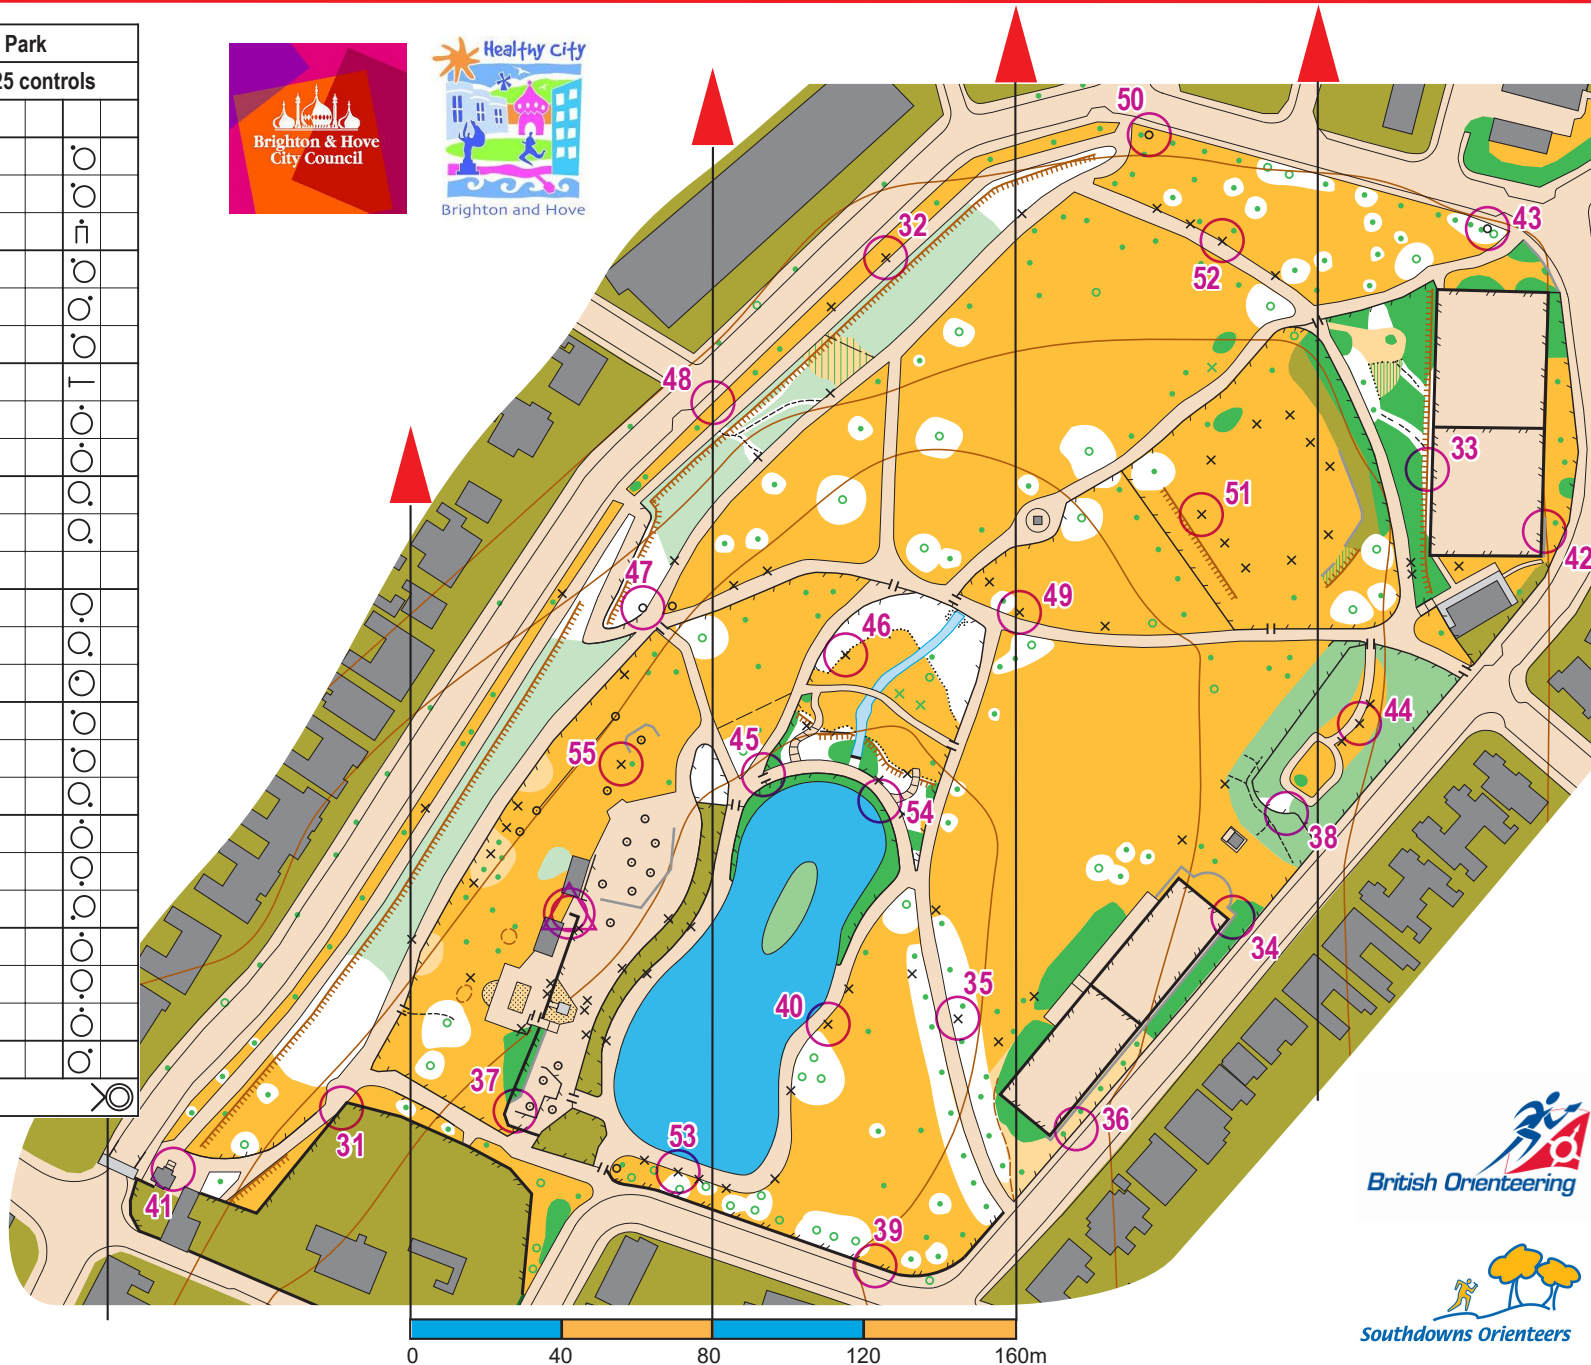 Park
25 controls
Brighton & Hove
City Council
Healthy City
Brighton and Hove
50
43
32
52
48
33
51
42
47
49
46
44
45
55
54
38
34
35
40
37
36
53
31
41
39
British Orienteering
Southdowns Orienteers
0 40 80 120 160m